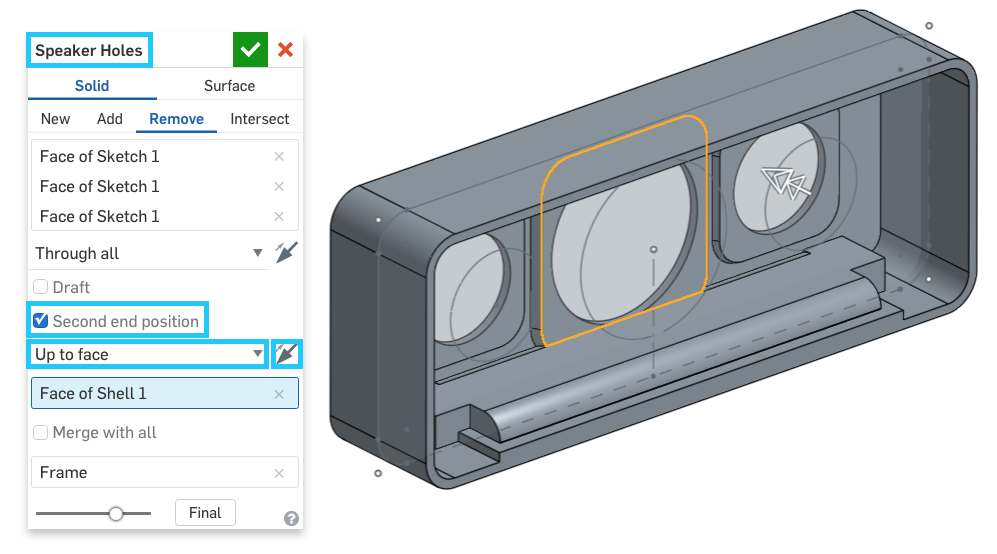 Speaker Holes
Solid Surface
New Add Remove Intersect
Face of Sketch 1
Face of Sketch 1
Face of Sketch 1
Through all
Draft
Second end position
Up to face
Face of Shell 1
Merge with all
Frame
Final
?